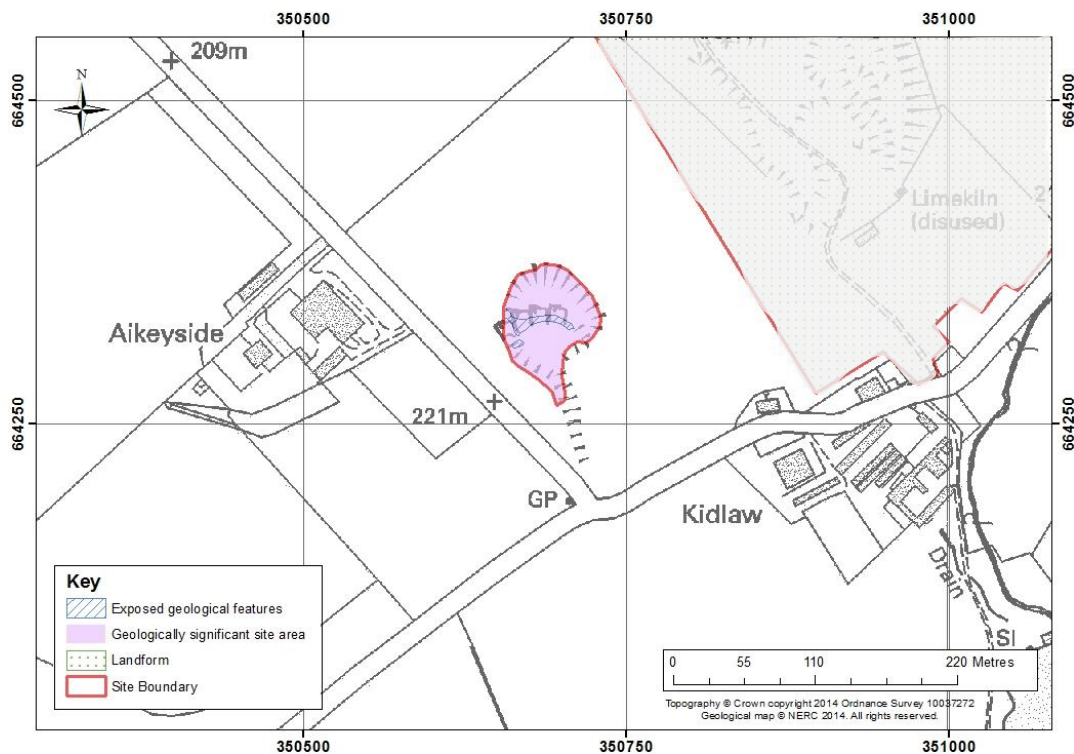 350500 350750 351000
209m
N
664500 664500
Limekiln
(disused)
2
Aikeyside
221m
664250 664250
GP
Kidlaw
Drain
SI
Key
Exposed geological features
Geologically significant site area
Landform
Site Boundary
0 55 110 220 Metres
Topography © Crown copyright 2014 Ordnance Survey 10037272
Geological map © NERC 2014. All rights reserved.
350500 350750 351000